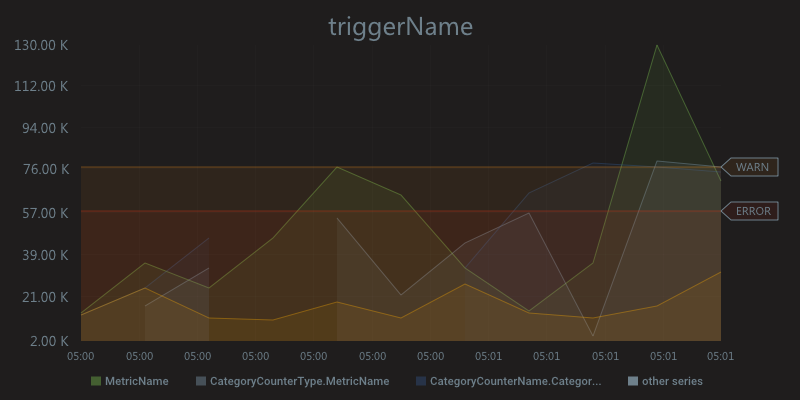 triggerName
130.00 K
112.00 K
94.00 K
76.00 K
WARN
57.00 K
ERROR
39.00 K
21.00 K
2.00 K
05:00 05:00 05:00 05:00 05:00 05:00 05:00 05:01 05:01 05:01 05:01 05:01
MetricName CategoryCounterType.MetricName CategoryCounterName.Categor... other series